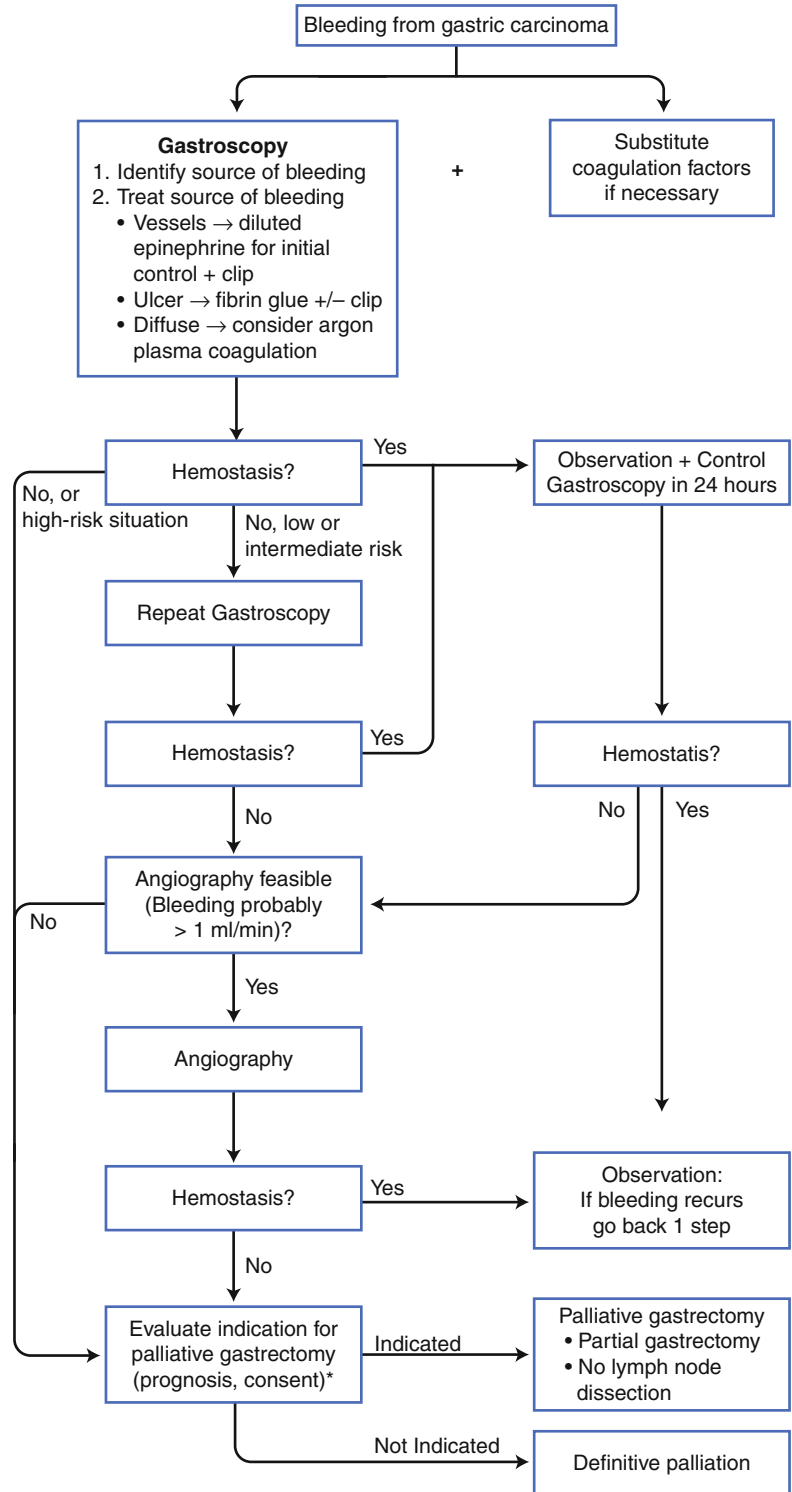 Bleeding from gastric carcinoma
Gastroscopy
1. Identify source of bleeding
2. Treat source of bleeding
• Vessels → diluted
epinephrine for initial
control + clip
• Ulcer → fibrin glue +/– clip
• Diffuse → consider argon
plasma coagulation
+
Substitute
coagulation factors
if necessary
Hemostasis?
Yes
Observation + Control
Gastroscopy in 24 hours
No, or
high-risk situation
No, low or
intermediate risk
Repeat Gastroscopy
Hemostasis?
Yes
Hemostatis?
No
No
Yes
Angiography feasible
(Bleeding probably
> 1 ml/min)?
No
Yes
Angiography
Hemostasis?
Yes
Observation:
If bleeding recurs
go back 1 step
No
Evaluate indication for
palliative gastrectomy
(prognosis, consent)*
Indicated
Palliative gastrectomy
• Partial gastrectomy
• No lymph node
dissection
Not Indicated
Definitive palliation